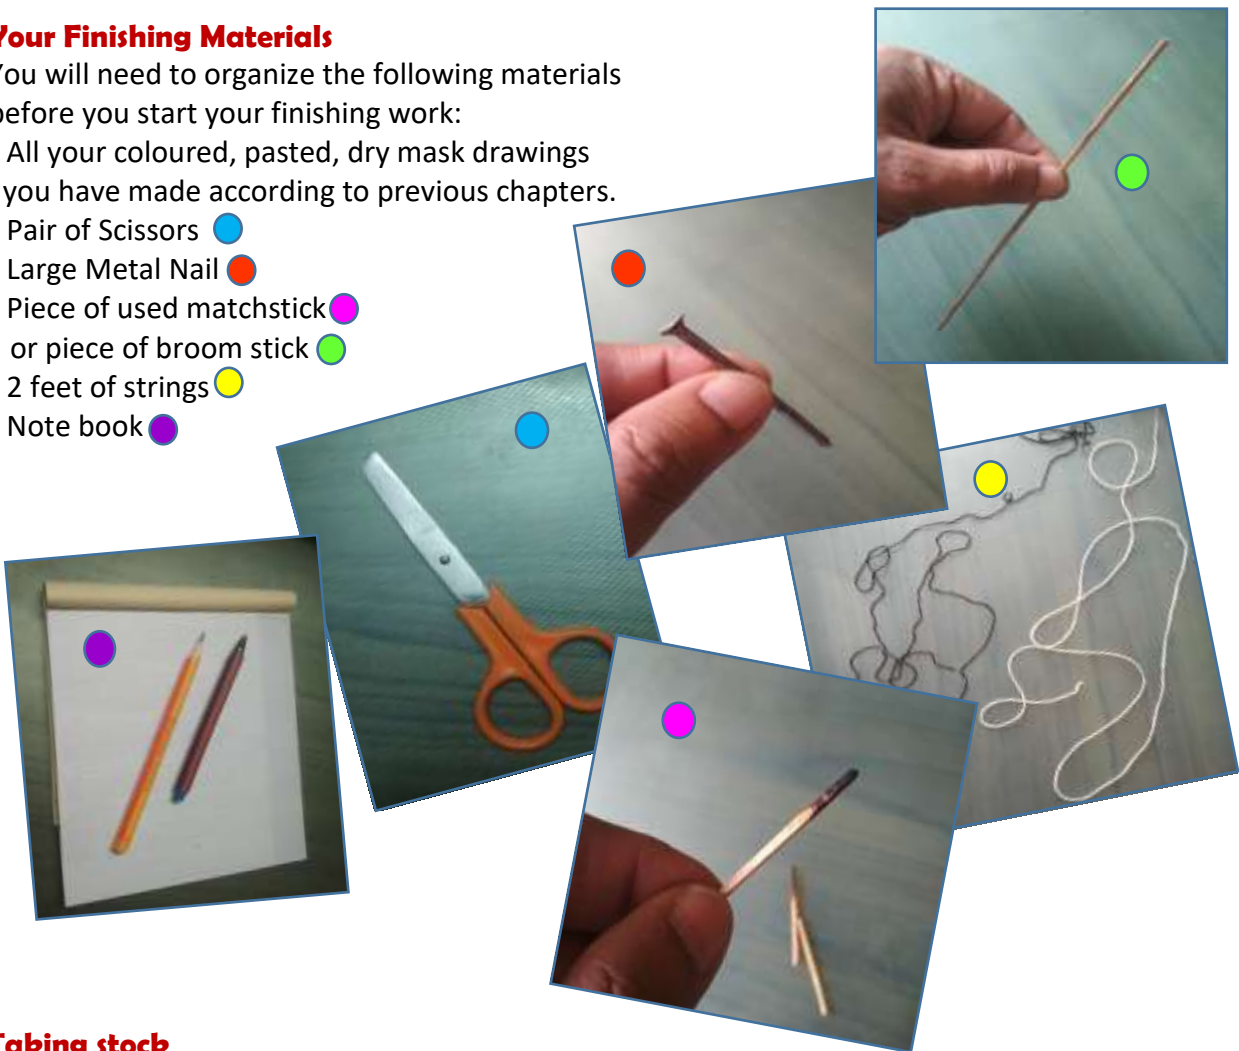 Your Finishing Materials
You will need to organize the following materials
before you start your finishing work:
All your coloured, pasted, dry mask drawings
you have made according to previous chapters.
Pair of Scissors
Large Metal Nail
Piece of used matchstick
or piece of broom stick
2 feet of strings
Note book
Taking stock